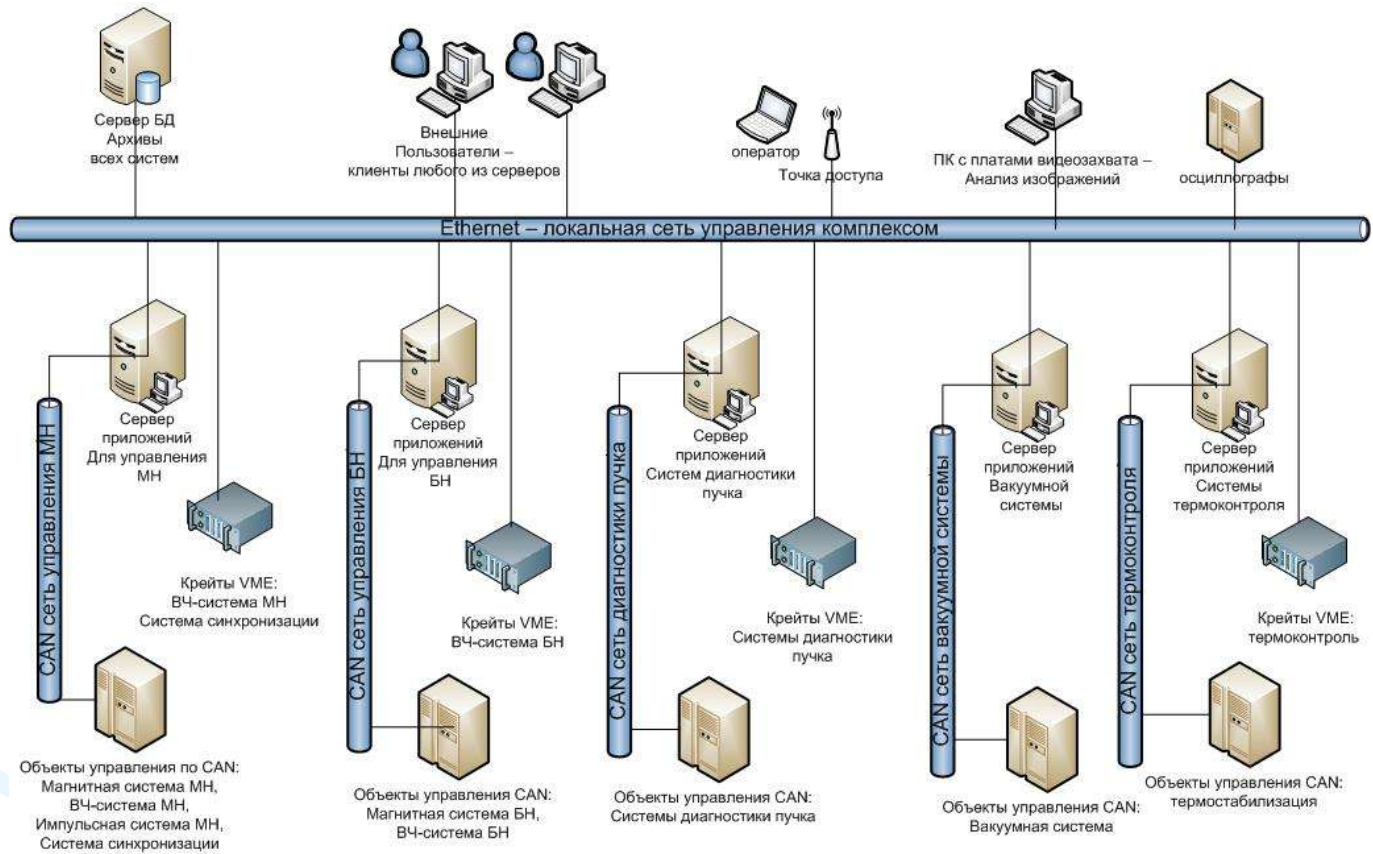 Сервер БД
Архивы
всех систем
Внешние
Пользователи –
клиенты любого из серверов
оператор
Точка доступа
ПК с платами видеозахвата –
Анализ изображений
осциллографы
Ethernet – локальная сеть управления комплексом
CAN сеть управления МН
Сервер
приложений
Для управления
МН
Крейты VME:
ВЧ-система МН
Система синхронизации
Объекты управления по CAN:
Магнитная система МН,
ВЧ-система МН,
Импульсная система МН,
Система синхронизации
CAN сеть управления БН
Сервер
приложений
Для управления
БН
Крейты VME:
ВЧ-система БН
Объекты управления CAN:
Магнитная система БН,
ВЧ-система БН
CAN сеть диагностики пучка
Сервер
приложений
Систем диагностики
пучка
Крейты VME:
Системы диагностики
пучка
Объекты управления CAN:
Системы диагностики пучка
CAN сеть вакуумной системы
Сервер
приложений
Вакуумной
системы
Объекты управления CAN:
Вакуумная система
CAN сеть термоконтроля
Сервер
приложений
Системы
термоконтроля
Крейты VME:
термоконтроль
Объекты управления CAN:
термостабилизация